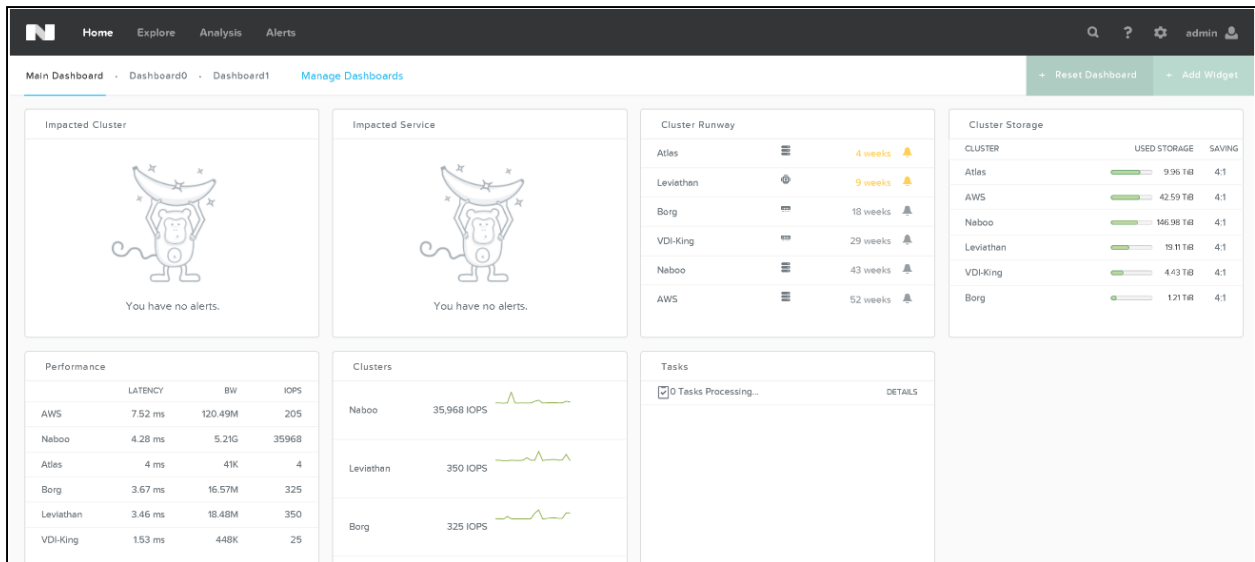 Home Explore Analysis Alerts ? admin
Main Dashboard - Dashboard0 - Dashboard1 Manage Dashboards + Reset Dashboard + Add Widget
Impacted Cluster
You have no alerts.
Impacted Service
You have no alerts.
Cluster Runway
Atlas 4 weeks
Leviathan 9 weeks
Borg 18 weeks
VDI-King 29 weeks
Naboo 43 weeks
AWS 52 weeks
Cluster Storage
CLUSTER USED STORAGE SAVING
Atlas 9.96 TiB 4:1
AWS 42.59 TiB 4:1
Naboo 146.98 TiB 4:1
Leviathan 19.11 TiB 4:1
VDI-King 4.43 TiB 4:1
Borg 1.21 TiB 4:1
Performance
LATENCY BW IOPS
AWS 7.52 ms 120.49M 205
Naboo 4.28 ms 5.21G 35968
Atlas 4 ms 41K 4
Borg 3.67 ms 16.57M 325
Leviathan 3.46 ms 18.48M 350
VDI-King 1.53 ms 448K 25
Clusters
Naboo 35,968 IOPS
Leviathan 350 IOPS
Borg 325 IOPS
Tasks
0 Tasks Processing... DETAILS